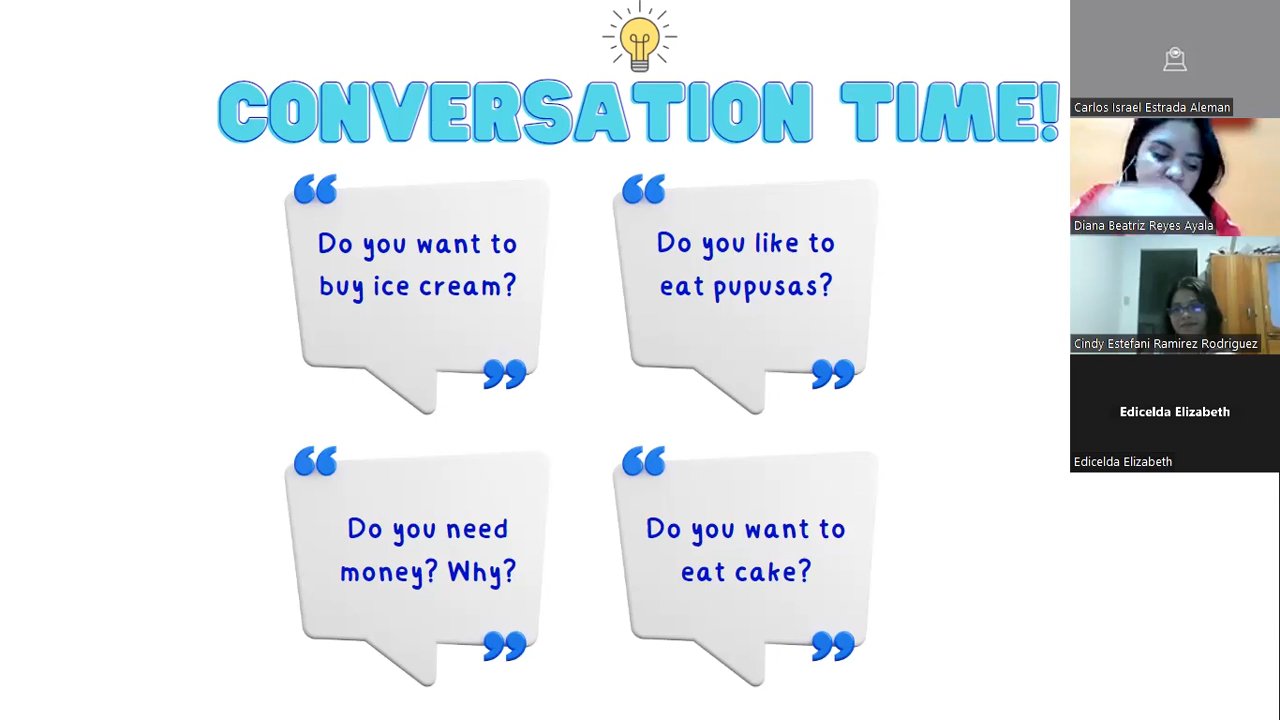 CONVERSATION TIME!
Do you want to
buy ice cream?
Do you like to
eat pupusas?
Do you need
money? Why?
Do you want to
eat cake?
Carlos Israel Estrada Aleman
Diana Beatriz Reyes Ayala
Cindy Estefani Ramirez Rodriguez
Edicelda Elizabeth
Edicelda Elizabeth